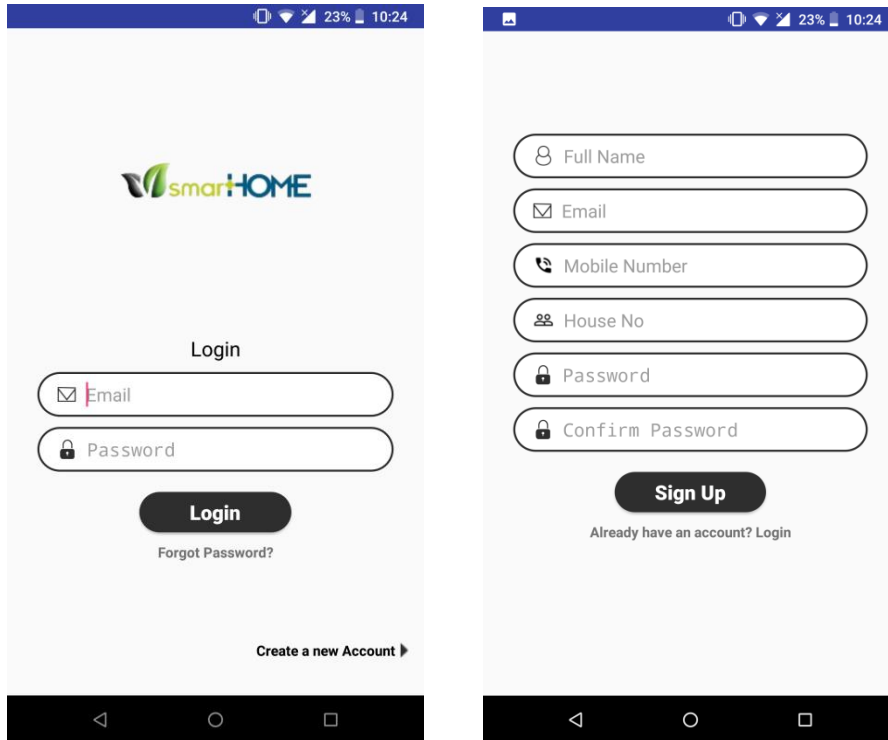 23% 10:24
smartHOME
Login
Email
Password
Login
Forgot Password?
Create a new Account
23% 10:24
Full Name
Email
Mobile Number
House No
Password
Confirm Password
Sign Up
Already have an account? Login